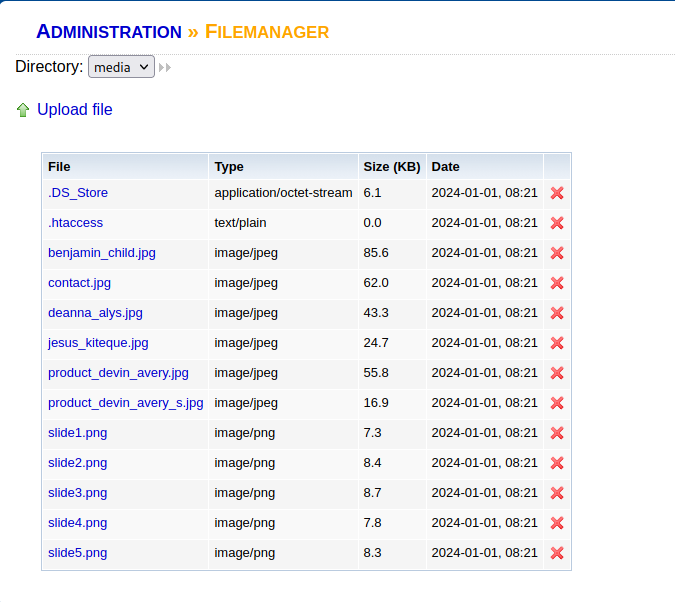 ADMINISTRATION » FILEMANAGER
Directory: media
Upload file
File Type Size (KB) Date
.DS_Store application/octet-stream 6.1 2024-01-01, 08:21
.htaccess text/plain 0.0 2024-01-01, 08:21
benjamin_child.jpg image/jpeg 85.6 2024-01-01, 08:21
contact.jpg image/jpeg 62.0 2024-01-01, 08:21
deanna_alys.jpg image/jpeg 43.3 2024-01-01, 08:21
jesus_kiteque.jpg image/jpeg 24.7 2024-01-01, 08:21
product_devin_avery.jpg image/jpeg 55.8 2024-01-01, 08:21
product_devin_avery_s.jpg image/jpeg 16.9 2024-01-01, 08:21
slide1.png image/png 7.3 2024-01-01, 08:21
slide2.png image/png 8.4 2024-01-01, 08:21
slide3.png image/png 8.7 2024-01-01, 08:21
slide4.png image/png 7.8 2024-01-01, 08:21
slide5.png image/png 8.3 2024-01-01, 08:21